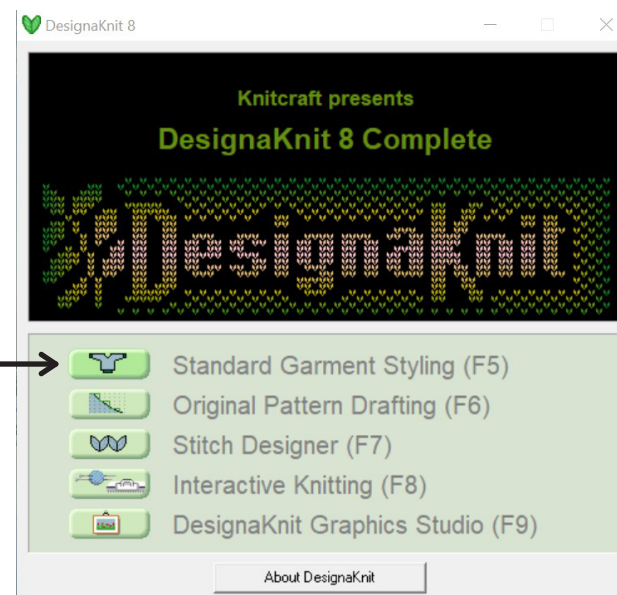 DesignaKnit 8
Knitcraft presents
DesignaKnit 8 Complete
DesignaKnit
Standard Garment Styling (F5)
Original Pattern Drafting (F6)
Stitch Designer (F7)
Interactive Knitting (F8)
DesignaKnit Graphics Studio (F9)
About DesignaKnit